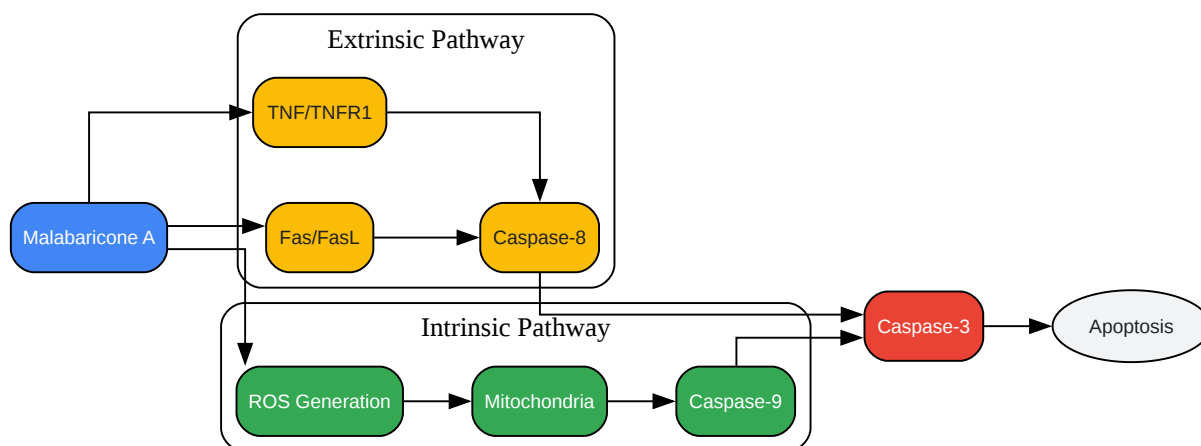 Extrinsic Pathway
TNF/TNFR1
Malabaricone A
Fas/FasL
Caspase-8
Intrinsic Pathway
Caspase-3
Apoptosis
ROS Generation
Mitochondria
Caspase-9